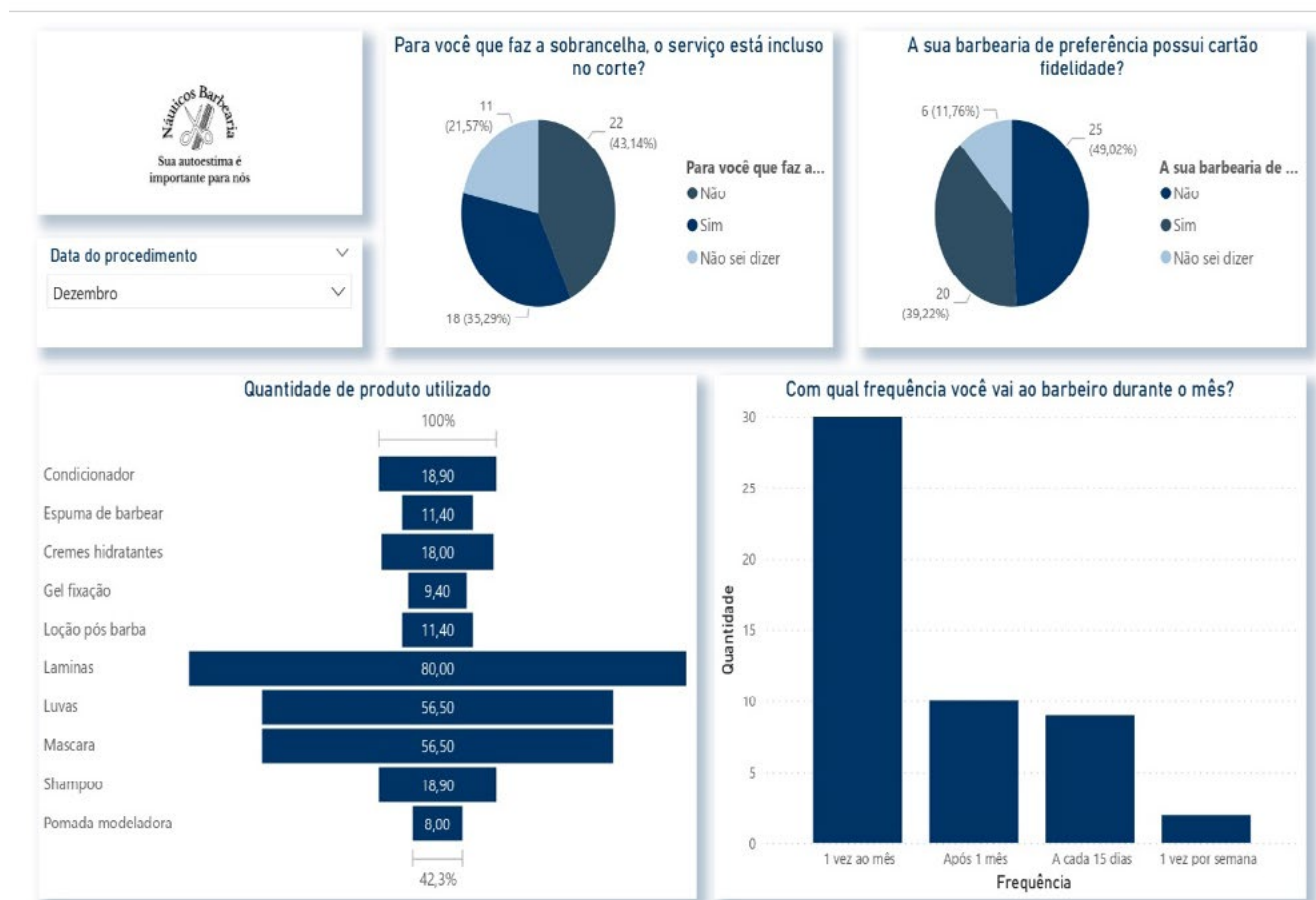 Náuticos Barbearia
Sua autoestima é
importante para nós
Data do procedimento
Dezembro
Para você que faz a sobrancelha, o serviço está incluso
no corte?
11
(21,57%)
22
(43,14%)
18 (35,29%)
Para você que faz a...
Não
Sim
Não sei dizer
A sua barbearia de preferência possui cartão
fidelidade?
6 (11,76%)
25
(49,02%)
20
(39,22%)
A sua barbearia de ...
Não
Sim
Não sei dizer
Quantidade de produto utilizado
100%
Condicionador 18,90
Espuma de barbear 11,40
Cremes hidratantes 18,00
Gel fixação 9,40
Loção pós barba 11,40
Laminas 80,00
Luvas 56,50
Mascara 56,50
Shampoo 18,90
Pomada modeladora 8,00
42,3%
Com qual frequência você vai ao barbeiro durante o mês?
Quantidade
30
25
20
15
10
5
0
1 vez ao mês Após 1 mês A cada 15 dias 1 vez por semana
Frequência